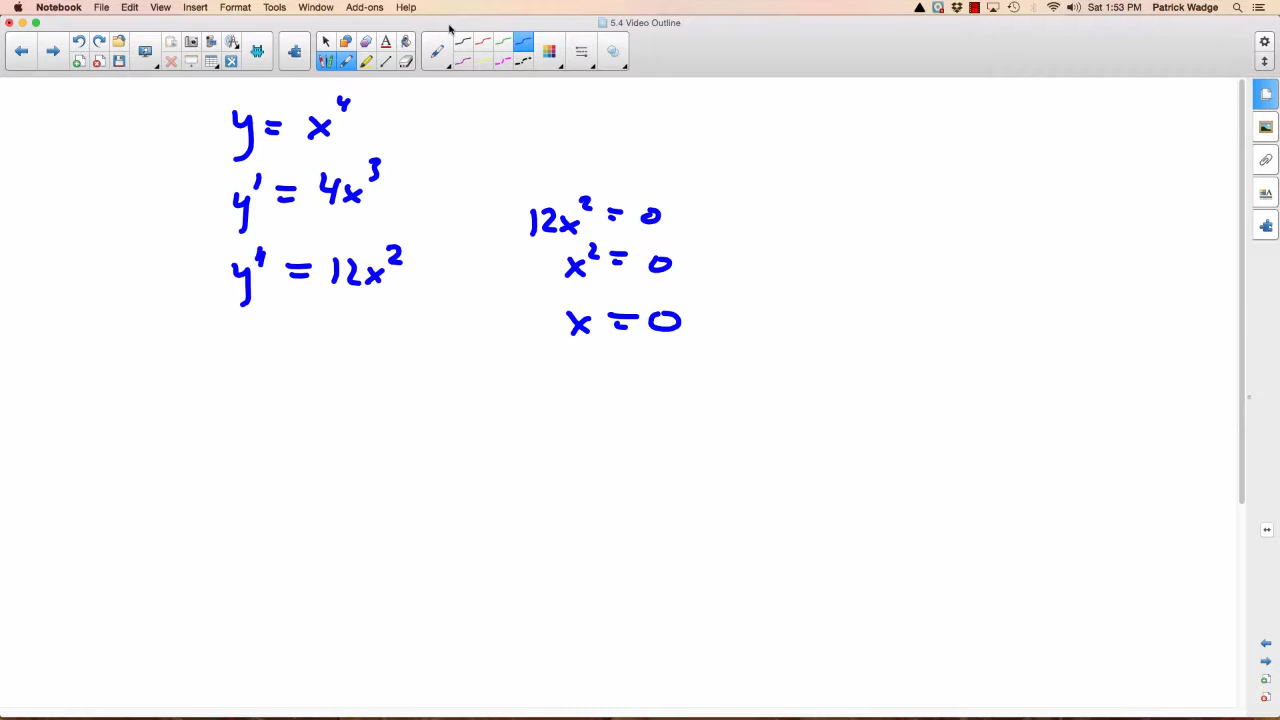 Notebook File Edit View Insert Format Tools Window Add-ons Help Sat 1:53 PM Patrick Wadge
5.4 Video Outline
y = x⁴
y' = 4x³
y" = 12x²
12x² = 0
x² = 0
x = 0